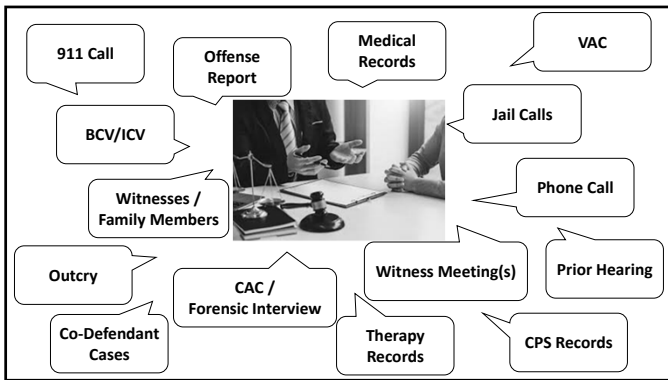 911 Call
Offense
Report
Medical
Records
VAC
BCV/ICV
Jail Calls
Witnesses /
Family Members
Phone Call
Outcry
CAC /
Forensic Interview
Witness Meeting(s)
Prior Hearing
Co-Defendant
Cases
Therapy
Records
CPS Records